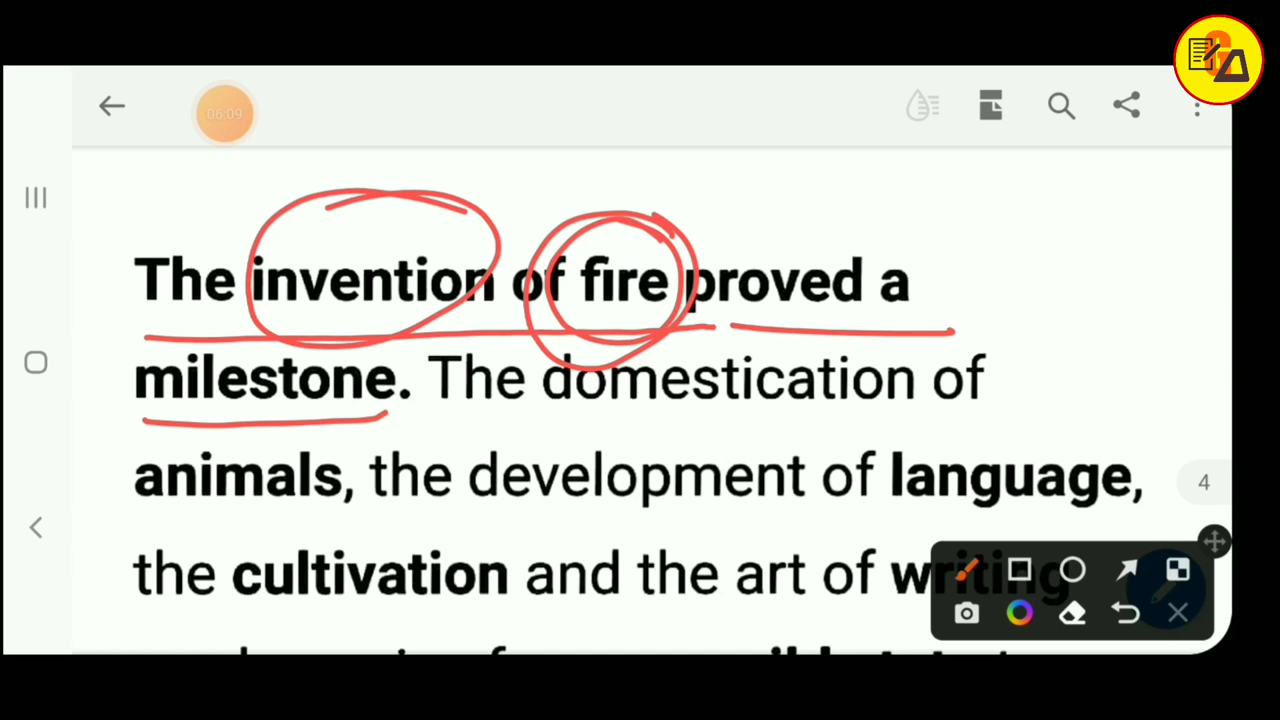 06:09
The invention of fire proved a
milestone. The domestication of
animals, the development of language,
the cultivation and the art of writing
4